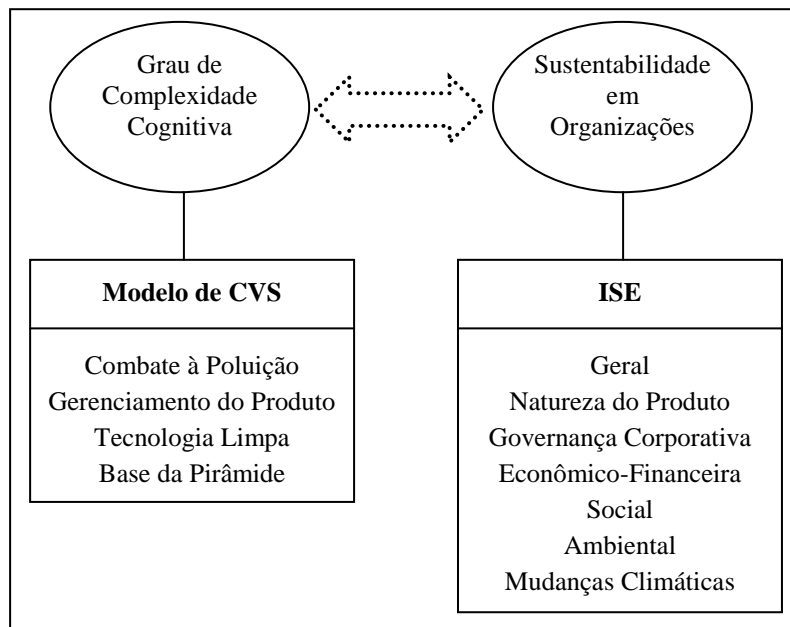 Grau de
Complexidade
Cognitiva
Sustentabilidade
em
Organizações
Modelo de CVS
Combate à Poluição
Gerenciamento do Produto
Tecnologia Limpa
Base da Pirâmide
ISE
Geral
Natureza do Produto
Governança Corporativa
Econômico-Financeira
Social
Ambiental
Mudanças Climáticas